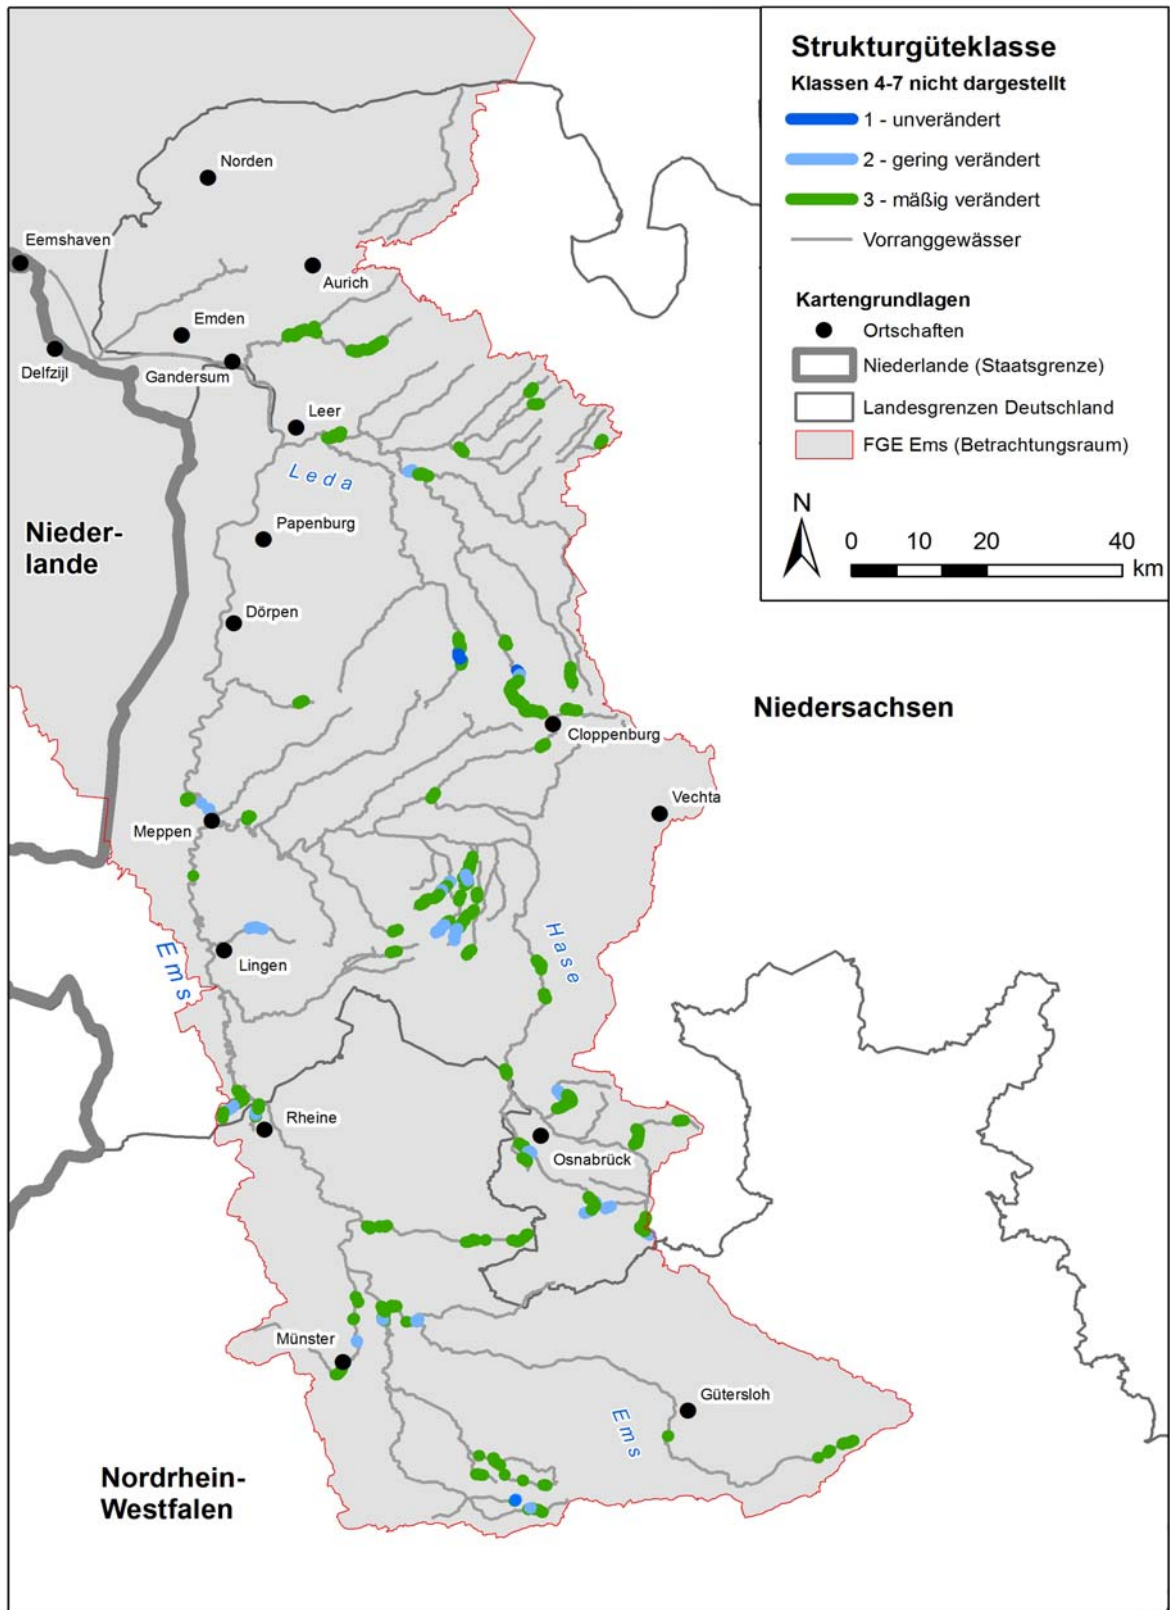 Strukturgüteklasse
Klassen 4-7 nicht dargestellt
1 - unverändert
2 - gering verändert
3 - mäßig verändert
Vorranggewässer
Kartengrundlagen
Ortschaften
Niederlande (Staatsgrenze)
Landesgrenzen Deutschland
FGE Ems (Betrachtungsraum)
N
0 10 20 40
km
Norden
Eemshaven
Aurich
Emden
Delfzijl
Gandersum
Leer
Leda
Nieder-
lande
Papenburg
Dörpen
Niedersachsen
Cloppenburg
Vechta
Meppen
Hase
Ems
Lingen
Rheine
Osnabrück
Münster
Gütersloh
Ems
Nordrhein-
Westfalen